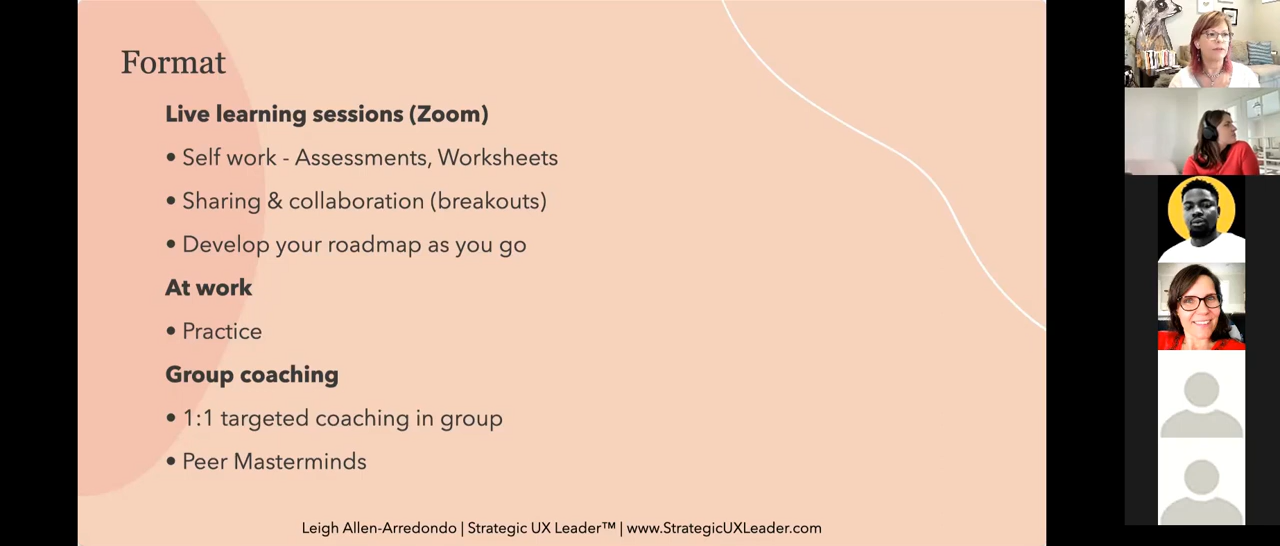 Format
Live learning sessions (Zoom)
• Self work - Assessments, Worksheets
• Sharing & collaboration (breakouts)
• Develop your roadmap as you go
At work
• Practice
Group coaching
• 1:1 targeted coaching in group
• Peer Masterminds
Leigh Allen-Arredondo | Strategic UX Leader™ | www.StrategicUXLeader.com